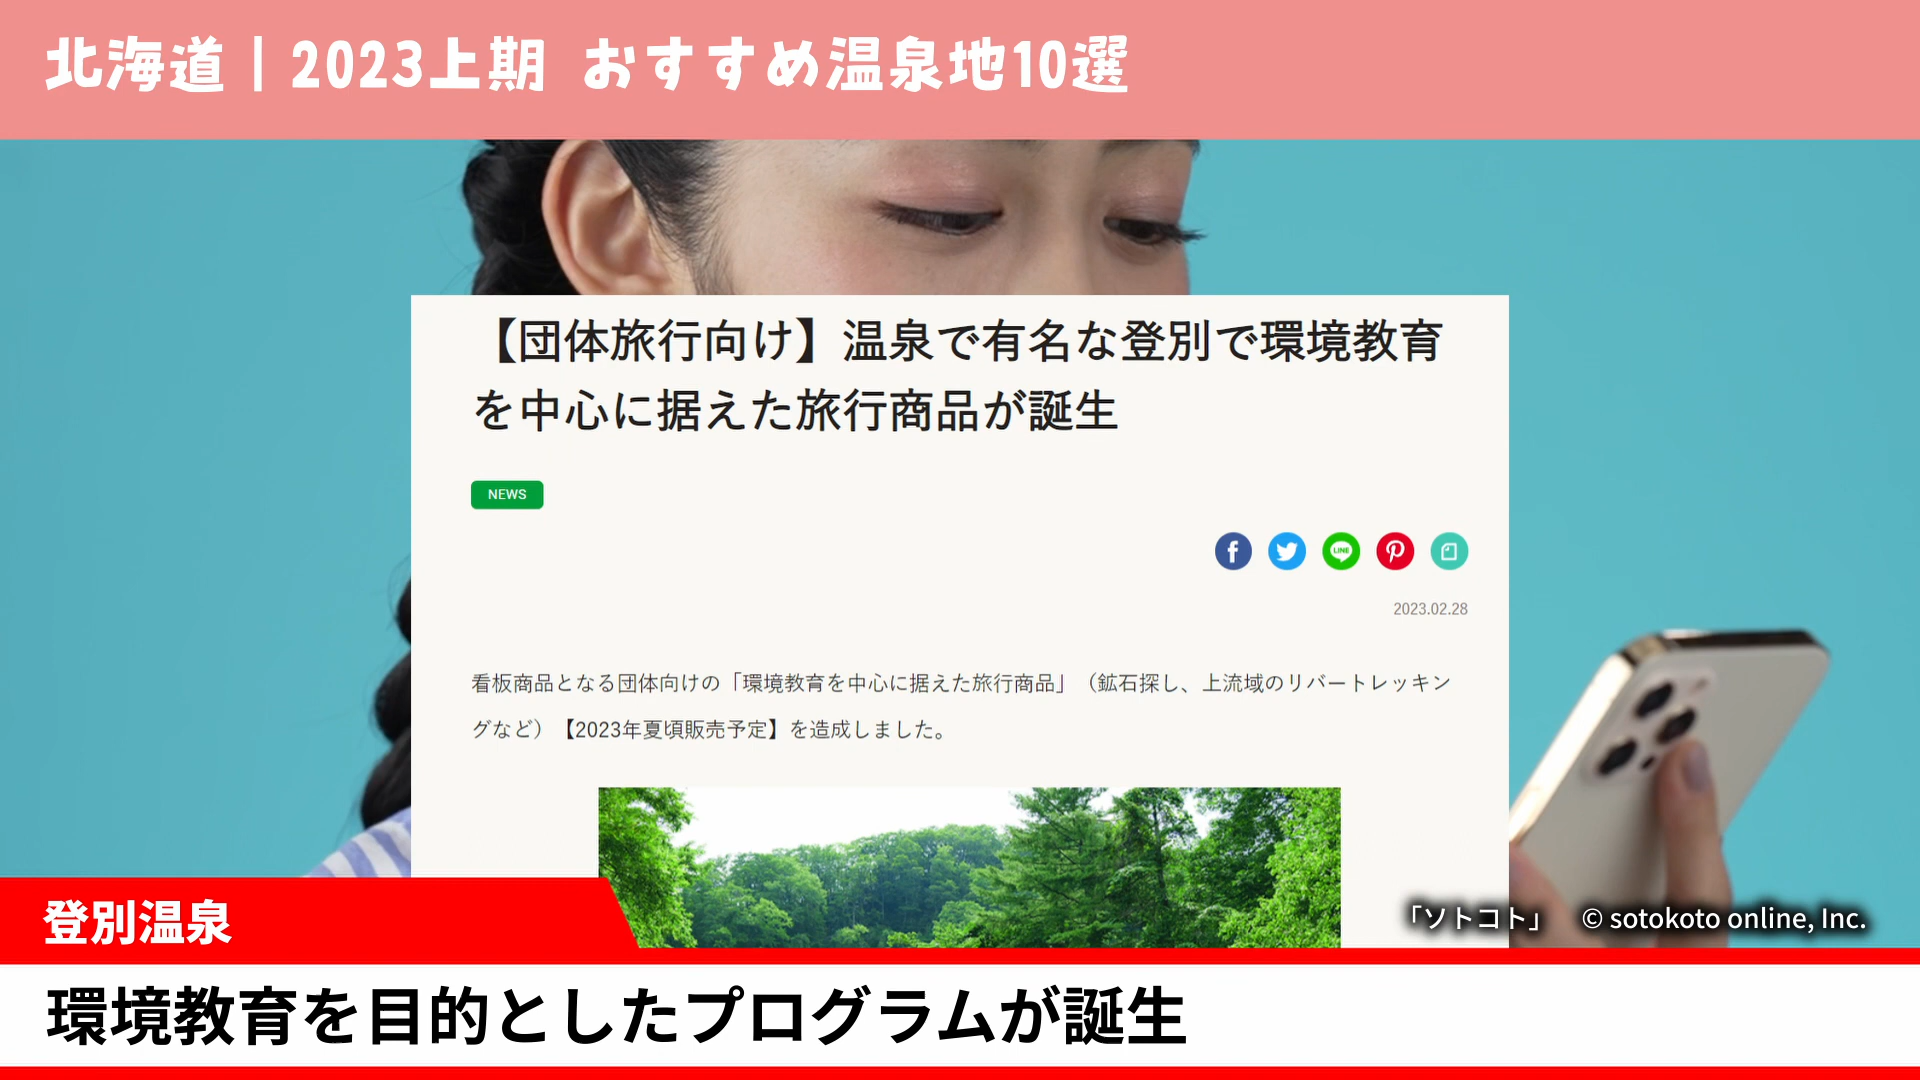 北海道｜2023上期 おすすめ温泉地10選
【団体旅行向け】温泉で有名な登別で環境教育
を中心に据えた旅行商品が誕生
NEWS
LINE
2023.02.28
看板商品となる団体向けの「環境教育を中心に据えた旅行商品」（鉱石探し、上流域のリバートレッキン
グなど）【2023年夏頃販売予定】を造成しました。
登別温泉
「ソトコト」 © sotokoto online, Inc.
環境教育を目的としたプログラムが誕生